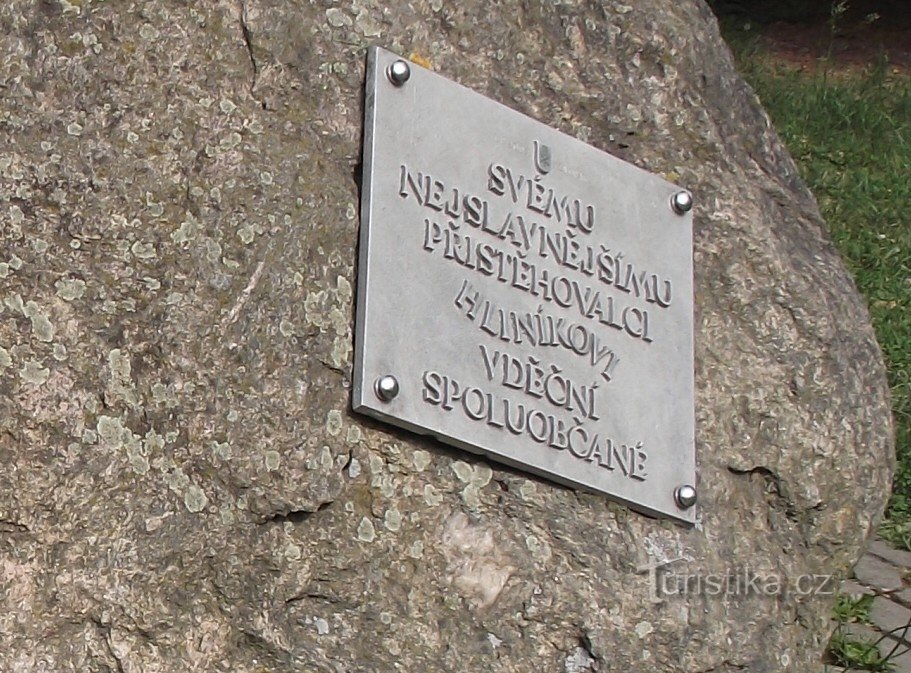 SVÉMU
NEJSLAVNĚJŠÍMU
PŘISTĚHOVALCI
HLINÍKOVI
VDĚČNÍ
SPOLUOBČANÉ
Turistika.cz